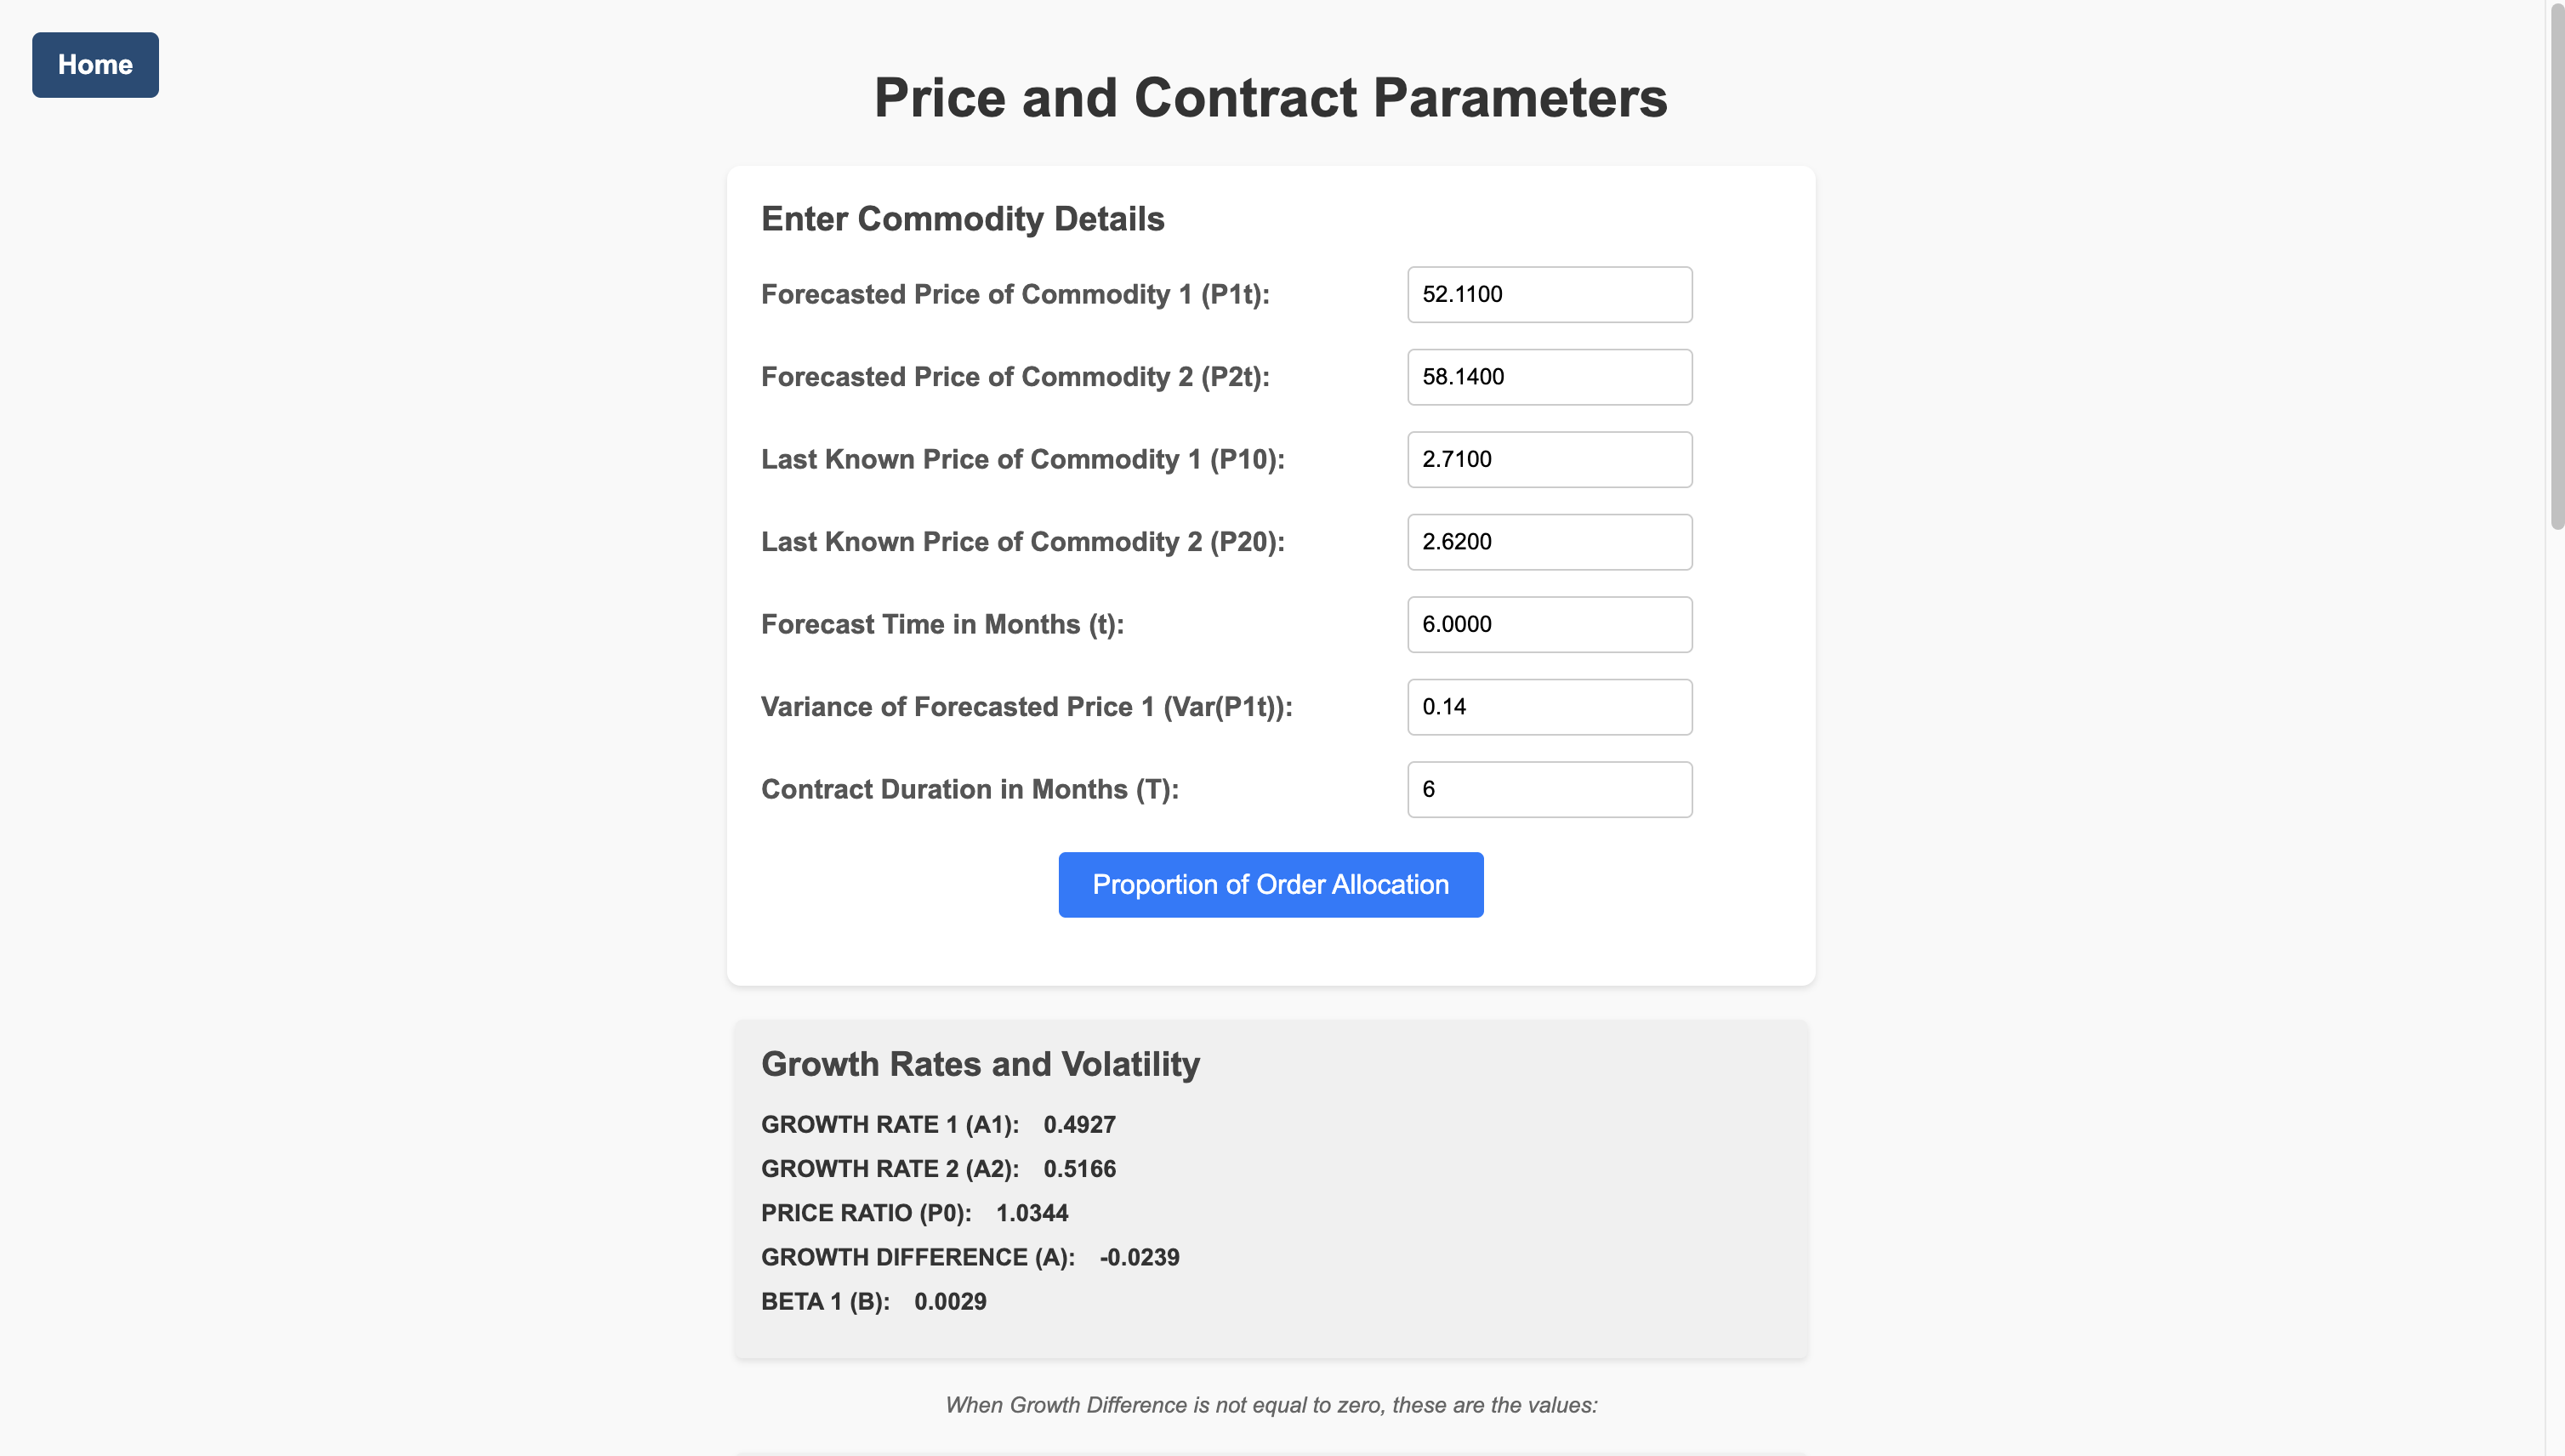 Home
Price and Contract Parameters
Enter Commodity Details
Forecasted Price of Commodity 1 (P1t): 52.1100
Forecasted Price of Commodity 2 (P2t): 58.1400
Last Known Price of Commodity 1 (P10): 2.7100
Last Known Price of Commodity 2 (P20): 2.6200
Forecast Time in Months (t): 6.0000
Variance of Forecasted Price 1 (Var(P1t)): 0.14
Contract Duration in Months (T): 6
Proportion of Order Allocation
Growth Rates and Volatility
GROWTH RATE 1 (A1): 0.4927
GROWTH RATE 2 (A2): 0.5166
PRICE RATIO (P0): 1.0344
GROWTH DIFFERENCE (A): -0.0239
BETA 1 (B): 0.0029
When Growth Difference is not equal to zero, these are the values: